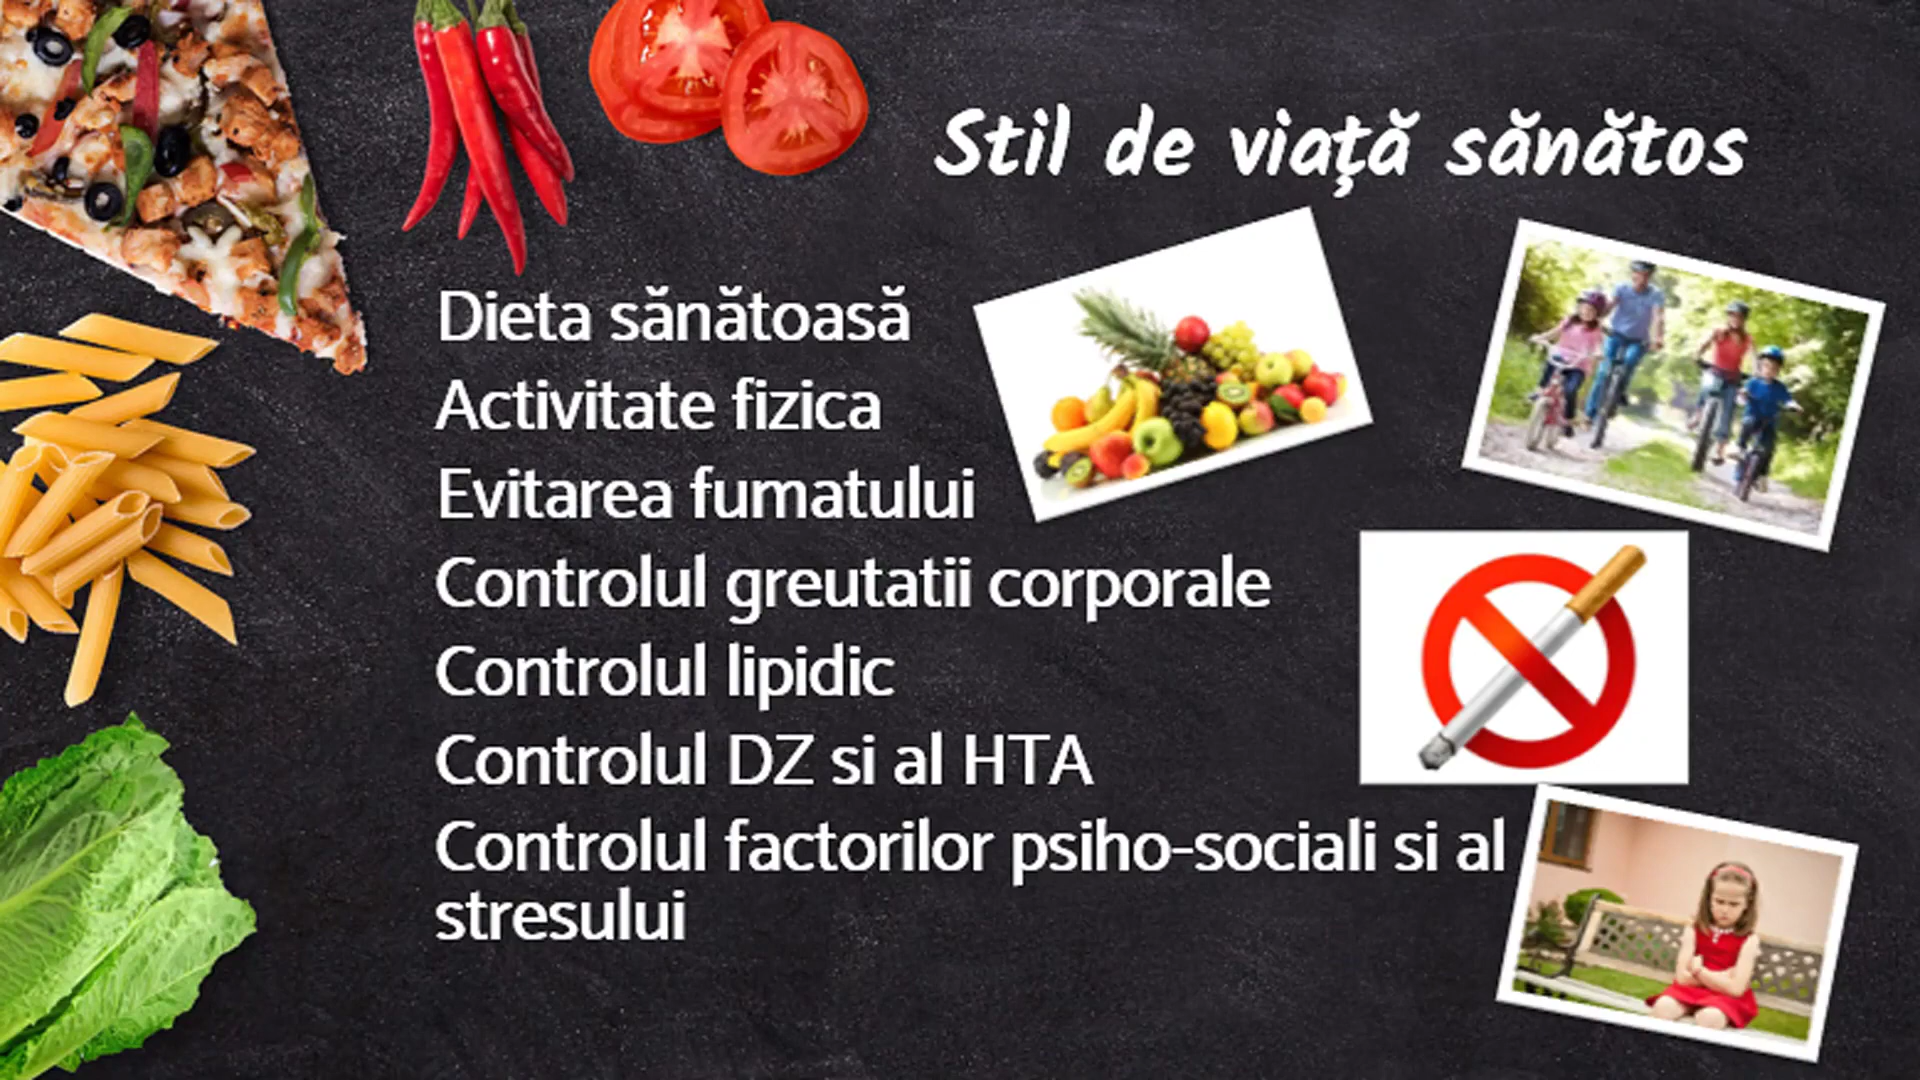 Stil de viață sănătos
Dieta sănătoasă
Activitate fizica
Evitarea fumatului
Controlul greutatii corporale
Controlul lipidic
Controlul DZ si al HTA
Controlul factorilor psiho-sociali si al
stresului